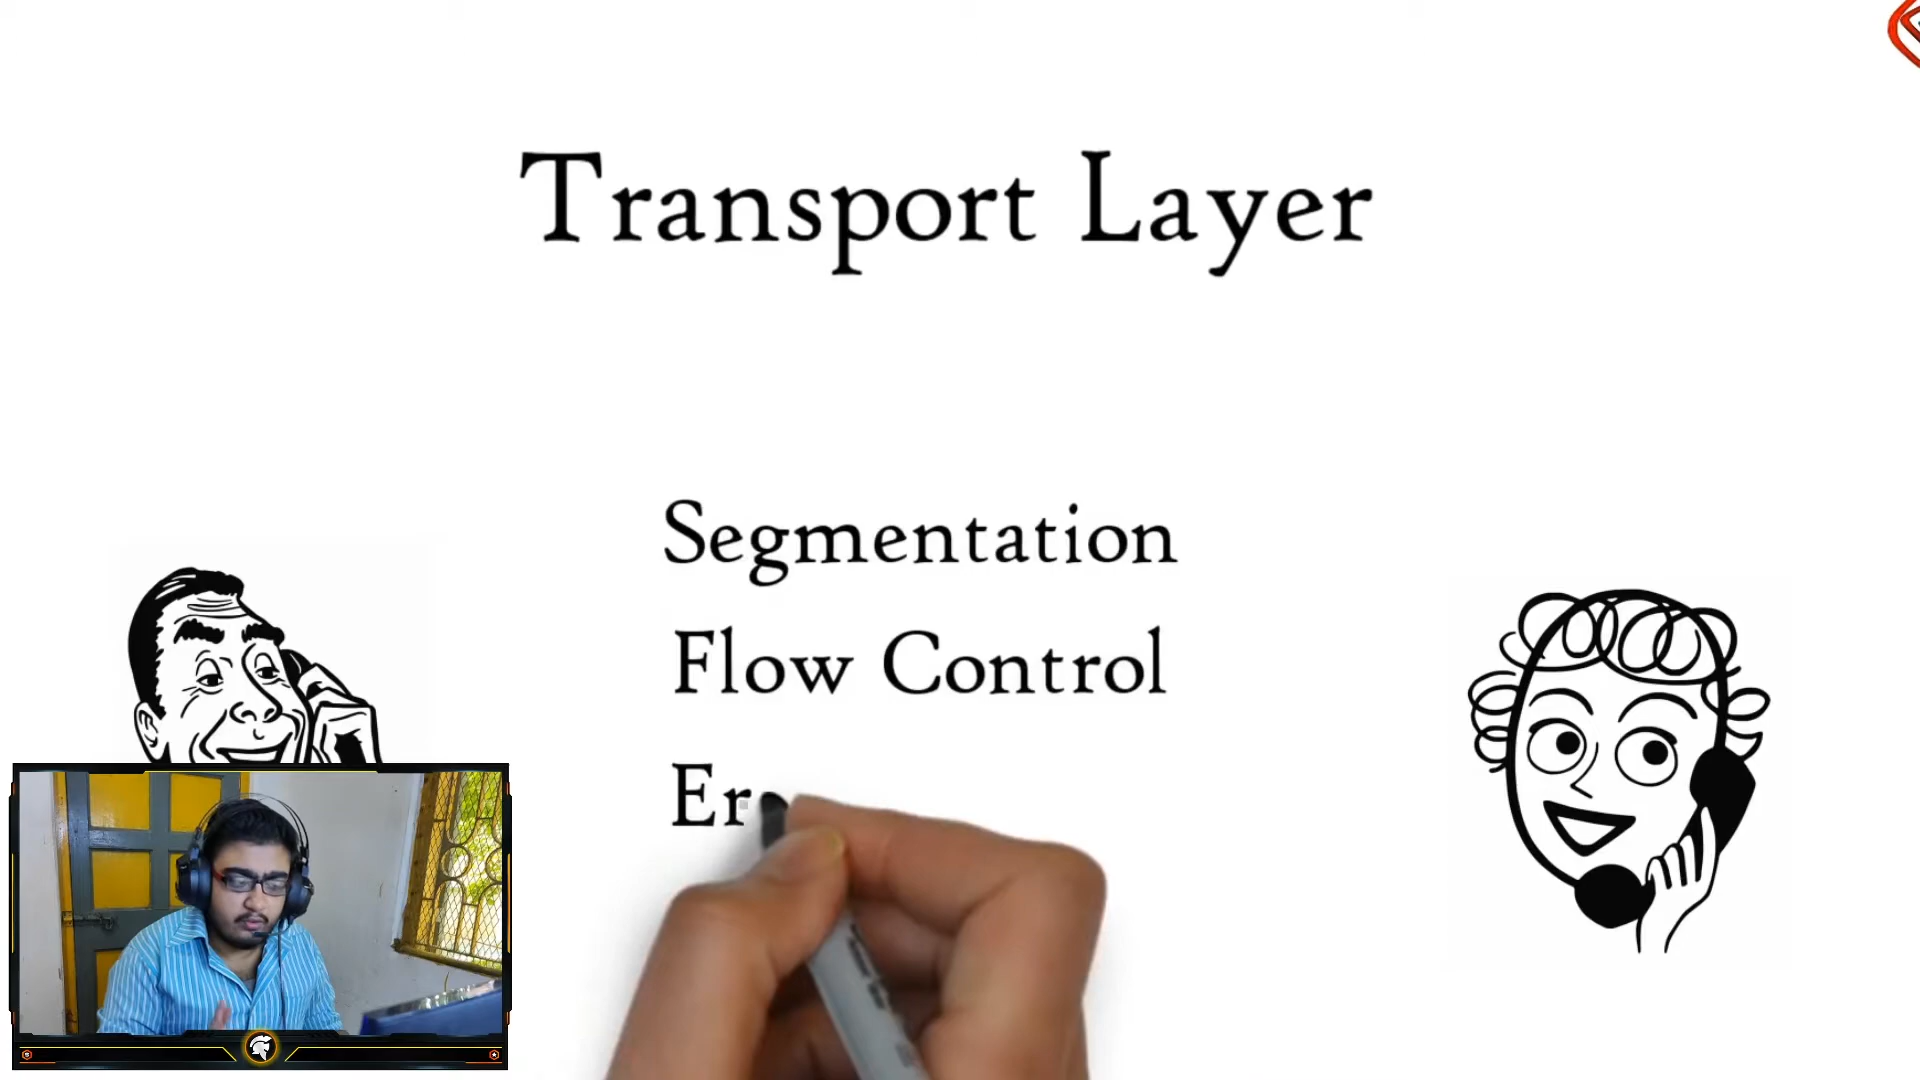 Transport Layer
Segmentation
Flow Control
Er